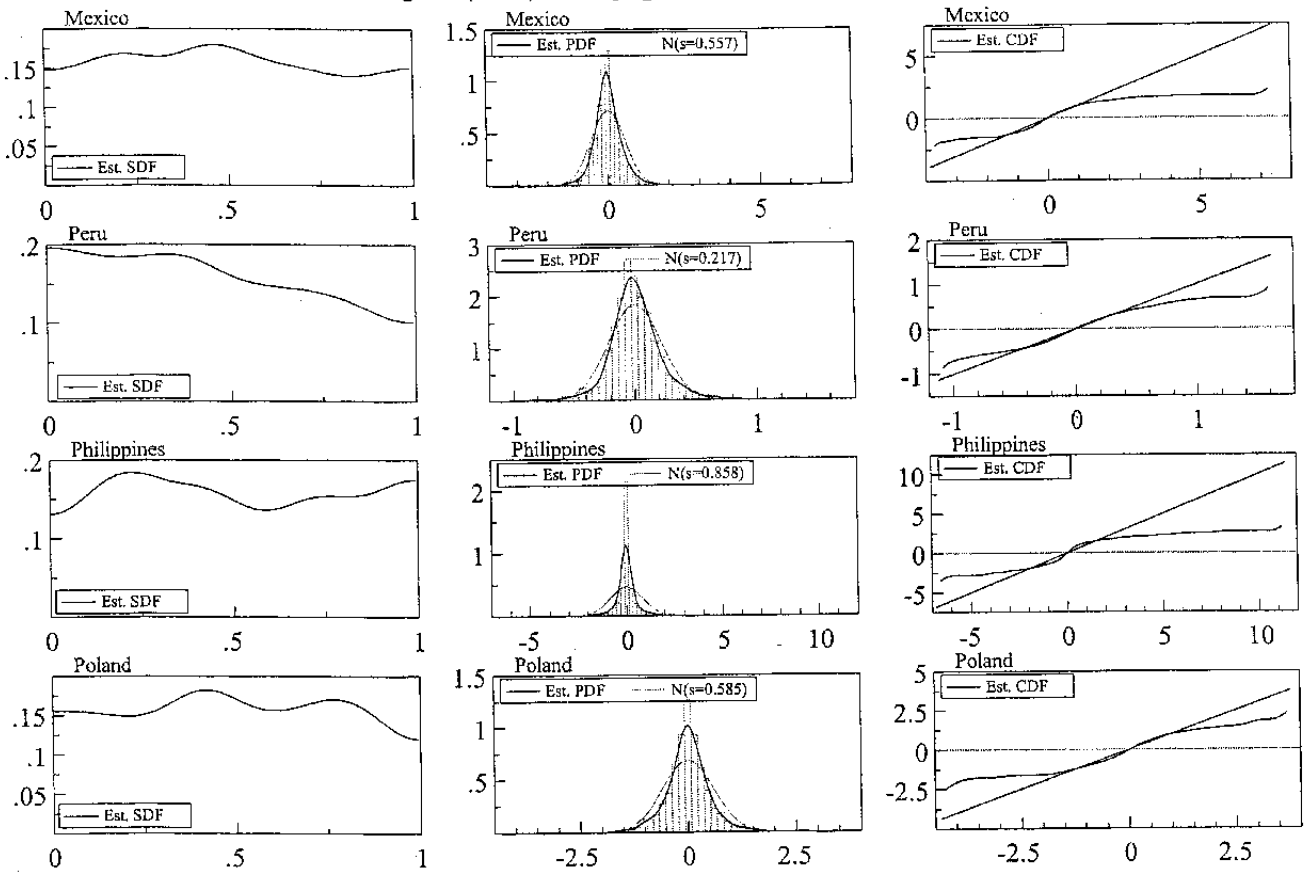 Mexico
.15
.1
.05
Est. SDF
0 .5 1
Mexico
1.5
1
.5
Est. PDF N(s=0.557)
0 5
Mexico
5
0
Est. CDF
0 5
Peru
.2
.1
Est. SDF
0 .5 1
Peru
3
2
1
Est. PDF N(s=0.217)
-1 0 1
Peru
2
1
0
-1
Est. CDF
-1 0 1
Philippines
.2
.1
Est. SDF
0 .5 1
Philippines
2
1
Est. PDF N(s=0.858)
-5 0 5 10
Philippines
10
5
0
-5
Est. CDF
-5 0 5 10
Poland
.15
.1
.05
Est. SDF
0 .5 1
Poland
1.5
1
.5
Est. PDF N(s=0.585)
-2.5 0 2.5
Poland
5
2.5
0
-2.5
Est. CDF
-2.5 0 2.5